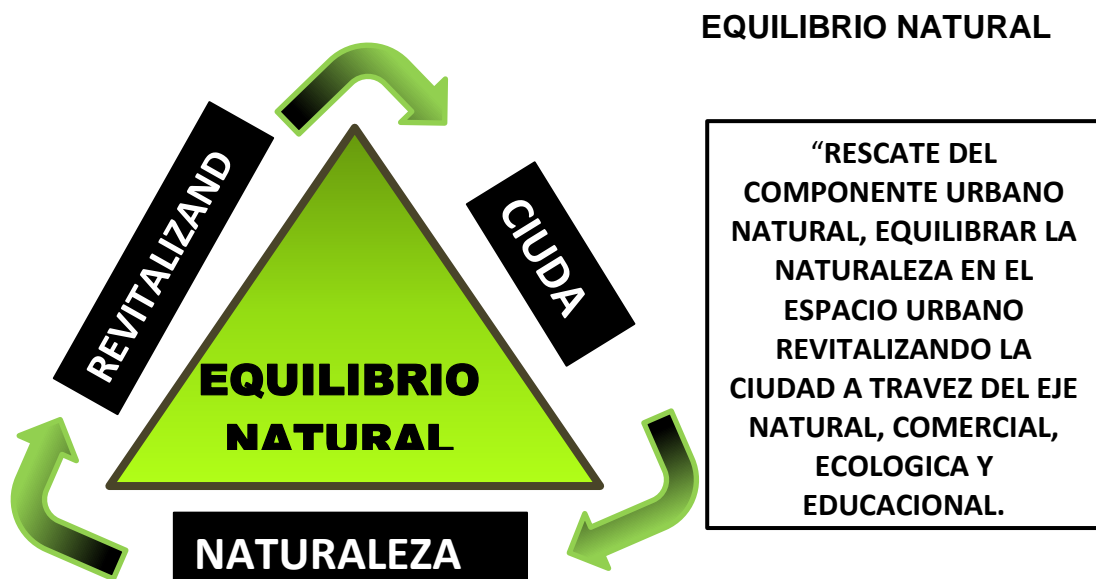 EQUILIBRIO NATURAL
REVITALIZAND
CIUDA
EQUILIBRIO
NATURAL
NATURALEZA
“RESCATE DEL
COMPONENTE URBANO
NATURAL, EQUILIBRAR LA
NATURALEZA EN EL
ESPACIO URBANO
REVITALIZANDO LA
CIUDAD A TRAVEZ DEL EJE
NATURAL, COMERCIAL,
ECOLOGICA Y
EDUCACIONAL.